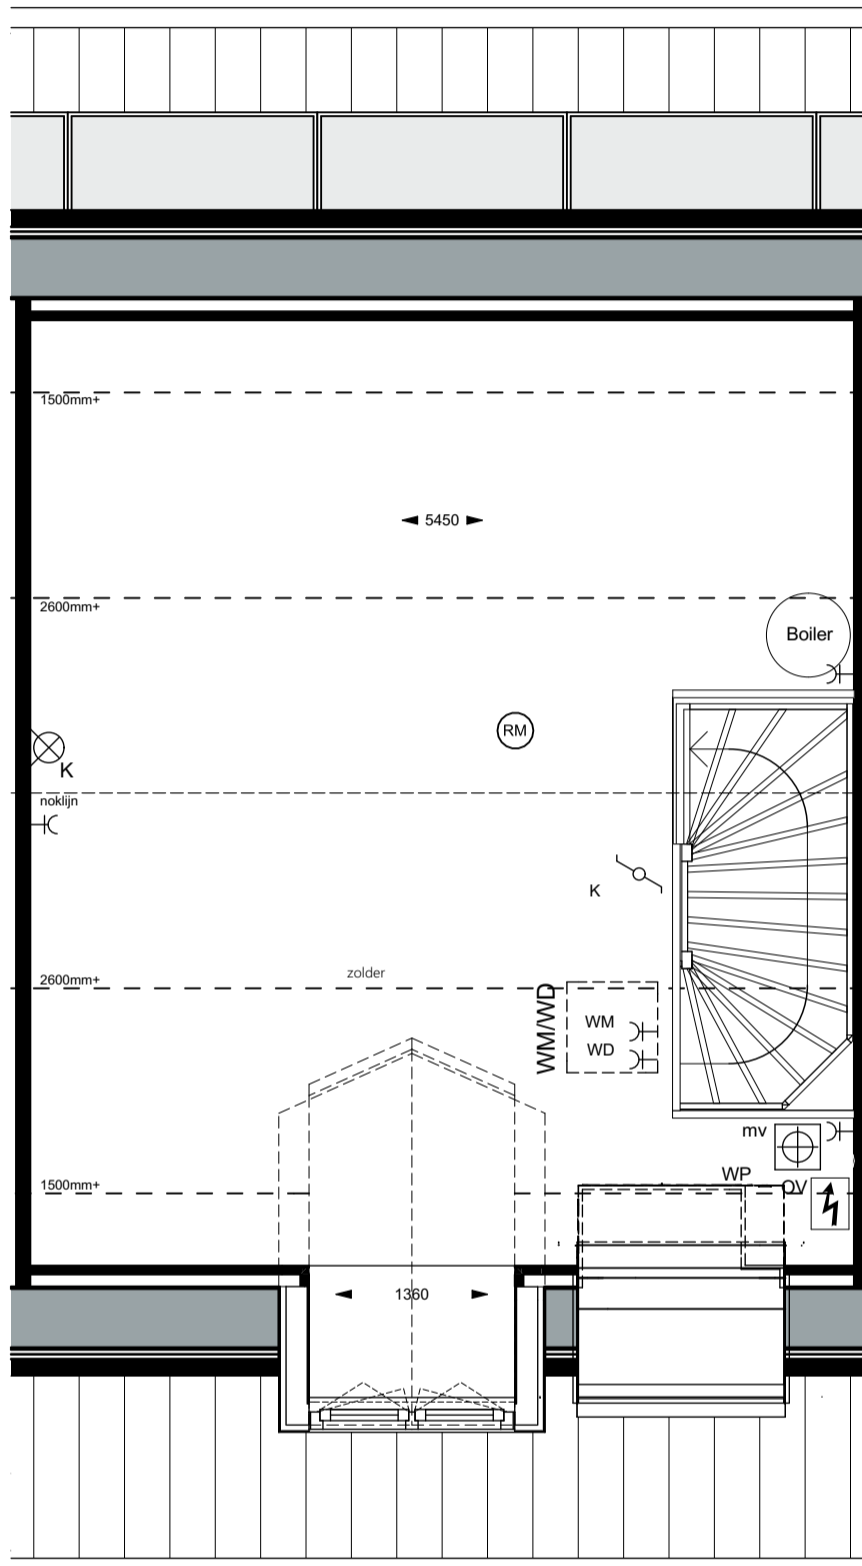 1500mm+
5450
2600mm+
Boiler
RM
K
noklijn
K
zolder
2600mm+
WM/WD
WM
WD
mv
WP
OV
1500mm+
1360